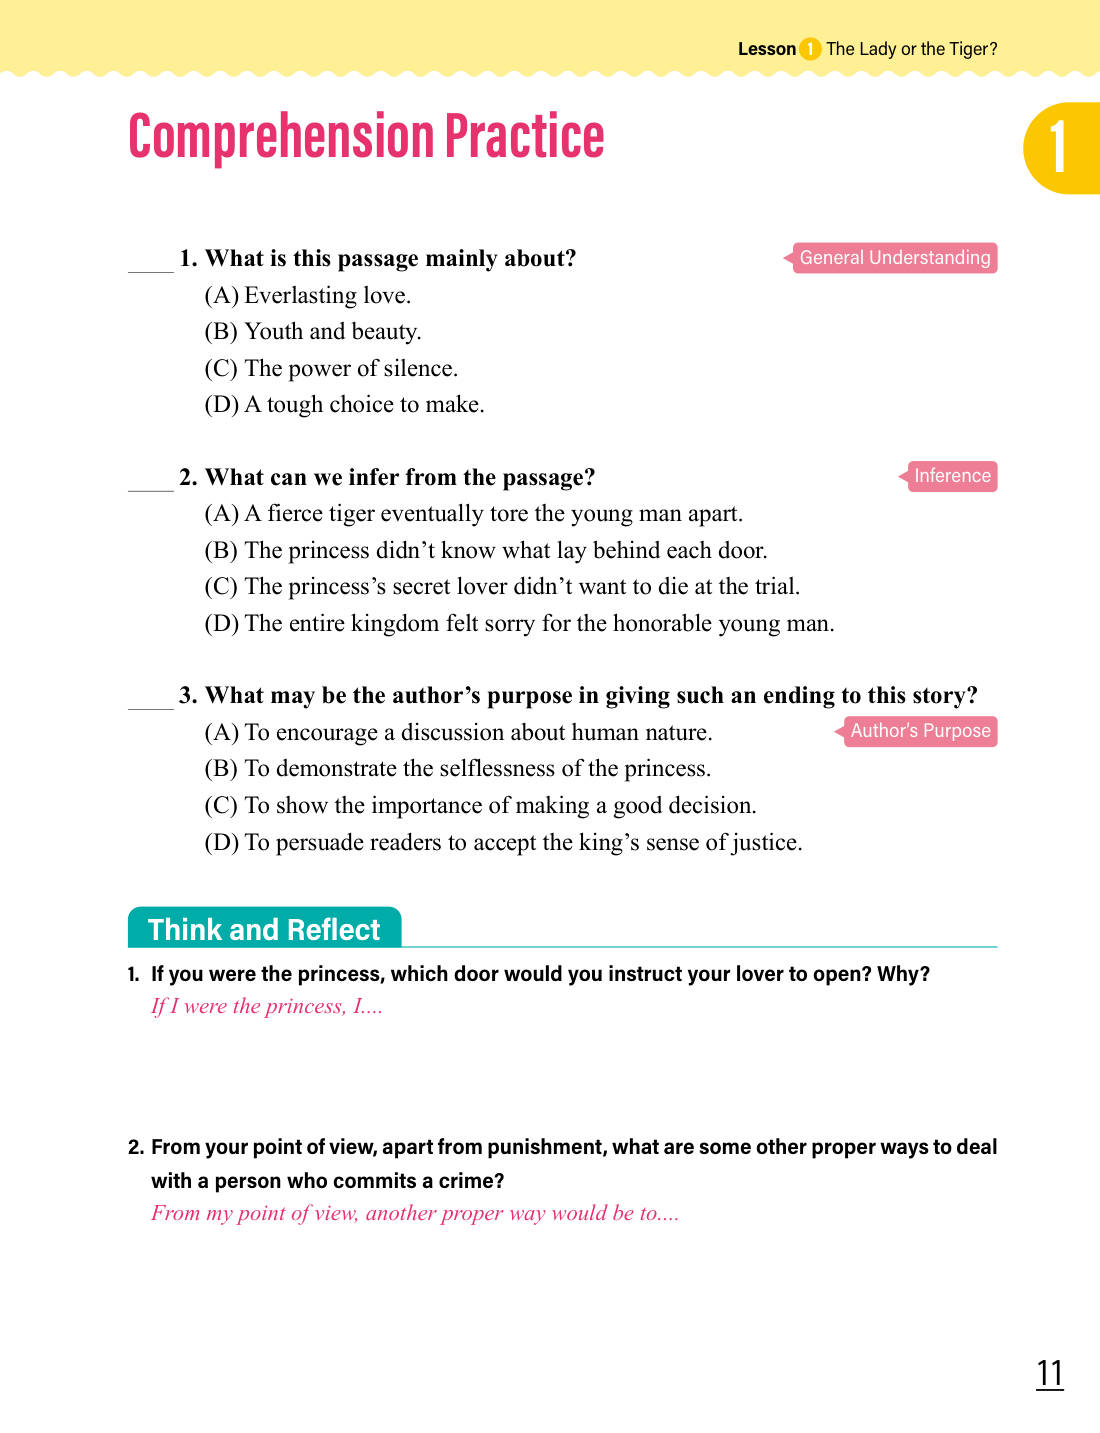 Lesson 1 The Lady or the Tiger?
Comprehension Practice
1
____ 1. What is this passage mainly about?
General Understanding
(A) Everlasting love.
(B) Youth and beauty.
(C) The power of silence.
(D) A tough choice to make.
____ 2. What can we infer from the passage?
Inference
(A) A fierce tiger eventually tore the young man apart.
(B) The princess didn’t know what lay behind each door.
(C) The princess’s secret lover didn’t want to die at the trial.
(D) The entire kingdom felt sorry for the honorable young man.
____ 3. What may be the author’s purpose in giving such an ending to this story?
(A) To encourage a discussion about human nature.
Author’s Purpose
(B) To demonstrate the selflessness of the princess.
(C) To show the importance of making a good decision.
(D) To persuade readers to accept the king’s sense of justice.
Think and Reflect
1. If you were the princess, which door would you instruct your lover to open? Why?
If I were the princess, I....
2. From your point of view, apart from punishment, what are some other proper ways to deal
with a person who commits a crime?
From my point of view, another proper way would be to....
11